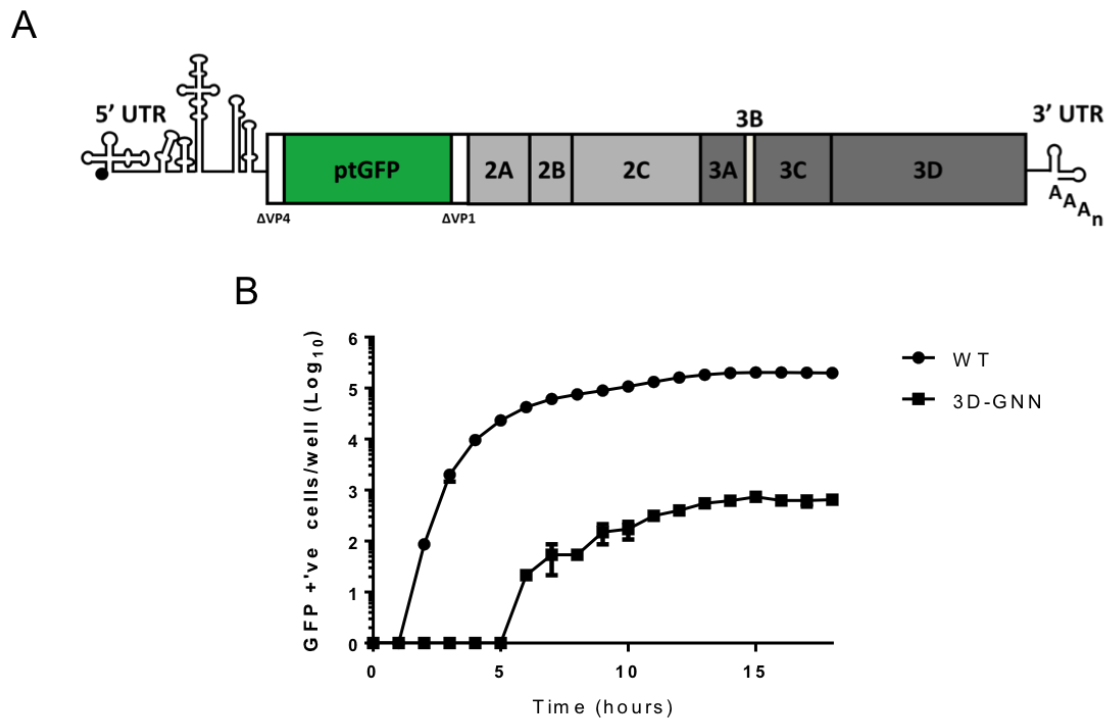 A
5' UTR
3B
3' UTR
ptGFP
2A
2B
2C
3A
3C
3D
ΔVP4
ΔVP1
AAAn
B
GFP +'ve cells/well (Log10)
6
5
4
3
2
1
0
0
5
10
15
Time (hours)
WT
3D-GNN